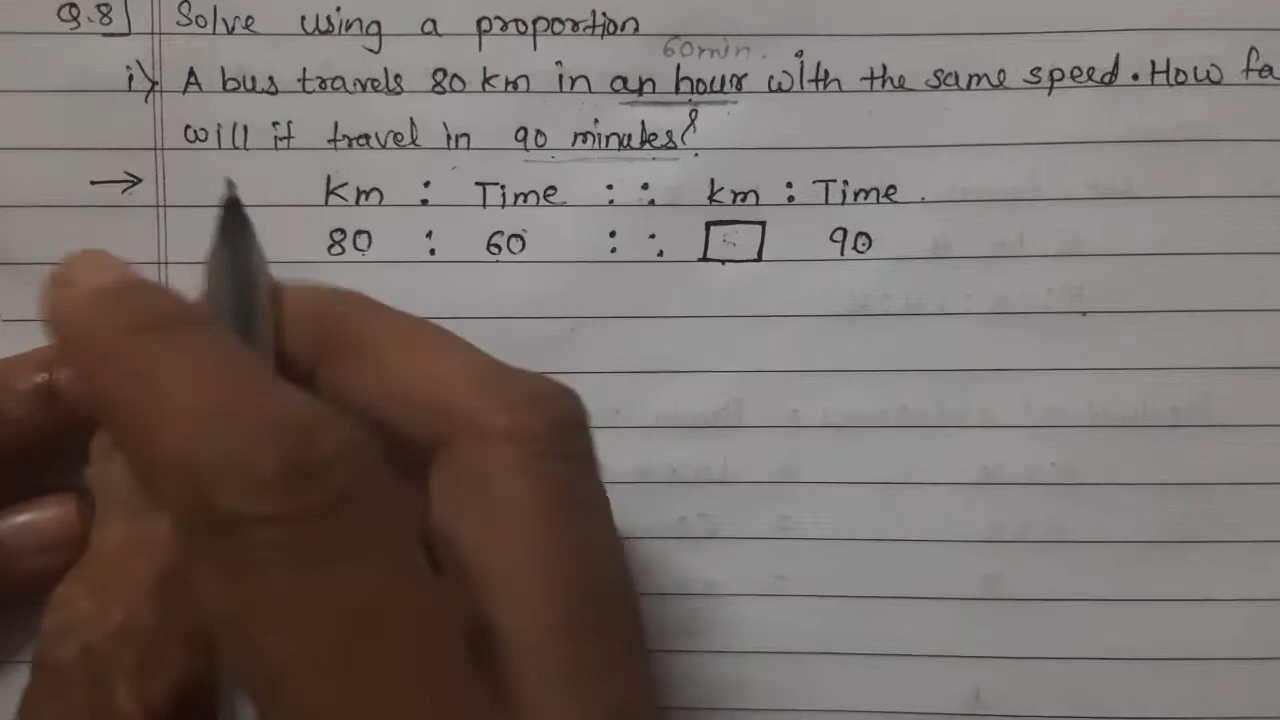 Q.8 Solve using a proportion
60min.
i) A bus travels 80 km in an hour with the same speed. How fa
will it travel in 90 minutes?
→ Km : Time :: km : Time.
80 : 60 :: 90